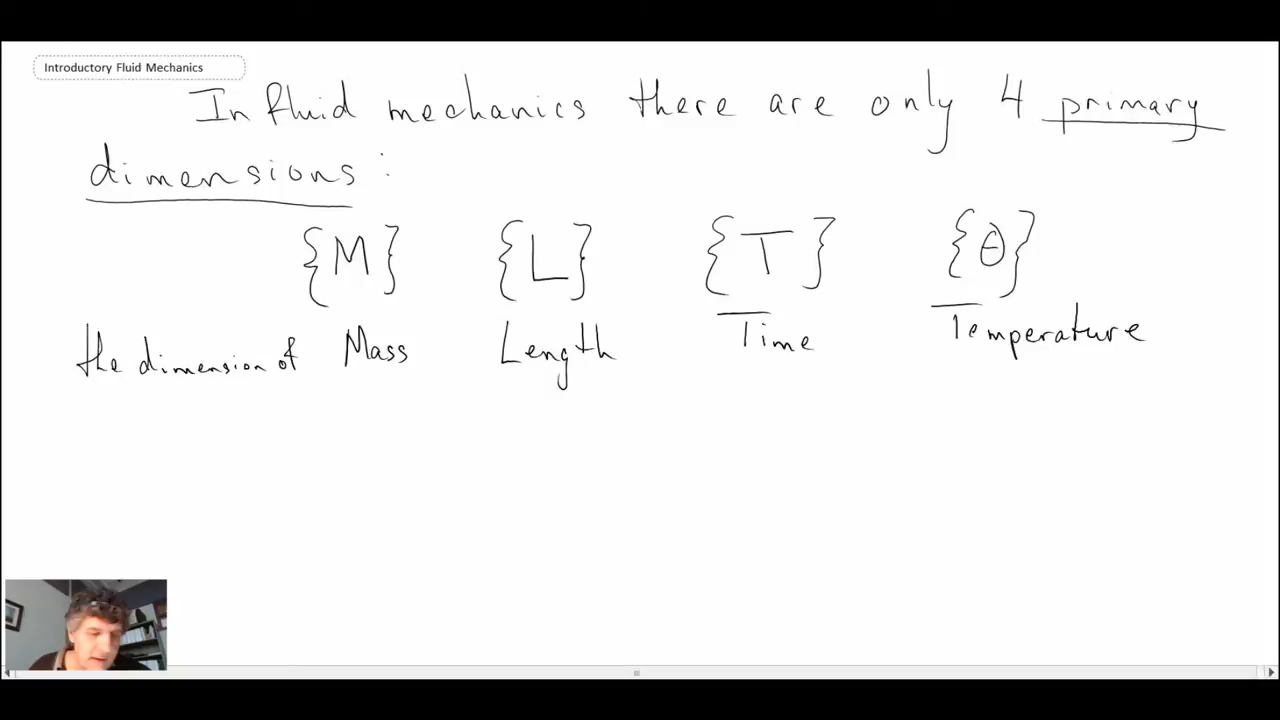 Introductory Fluid Mechanics
In fluid mechanics there are only 4 primary
dimensions:
{M} {L} {T} {θ}
the dimension of Mass Length Time Temperature